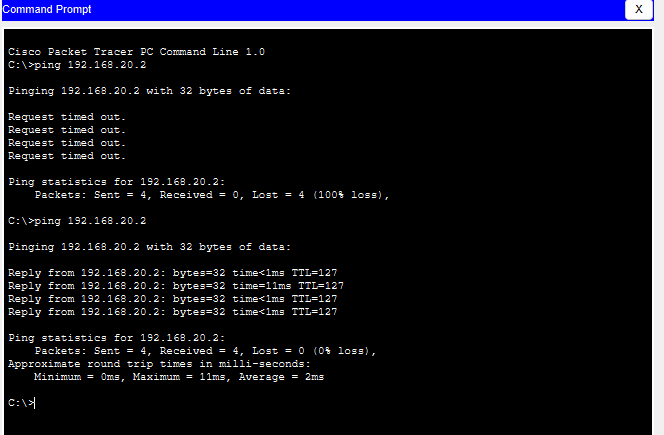 Command Prompt
X
Cisco Packet Tracer PC Command Line 1.0
C:\>ping 192.168.20.2
Pinging 192.168.20.2 with 32 bytes of data:
Request timed out.
Request timed out.
Request timed out.
Request timed out.
Ping statistics for 192.168.20.2:
    Packets: Sent = 4, Received = 0, Lost = 4 (100% loss),
C:\>ping 192.168.20.2
Pinging 192.168.20.2 with 32 bytes of data:
Reply from 192.168.20.2: bytes=32 time<1ms TTL=127
Reply from 192.168.20.2: bytes=32 time=11ms TTL=127
Reply from 192.168.20.2: bytes=32 time<1ms TTL=127
Reply from 192.168.20.2: bytes=32 time<1ms TTL=127
Ping statistics for 192.168.20.2:
    Packets: Sent = 4, Received = 4, Lost = 0 (0% loss),
Approximate round trip times in milli-seconds:
    Minimum = 0ms, Maximum = 11ms, Average = 2ms
C:\>